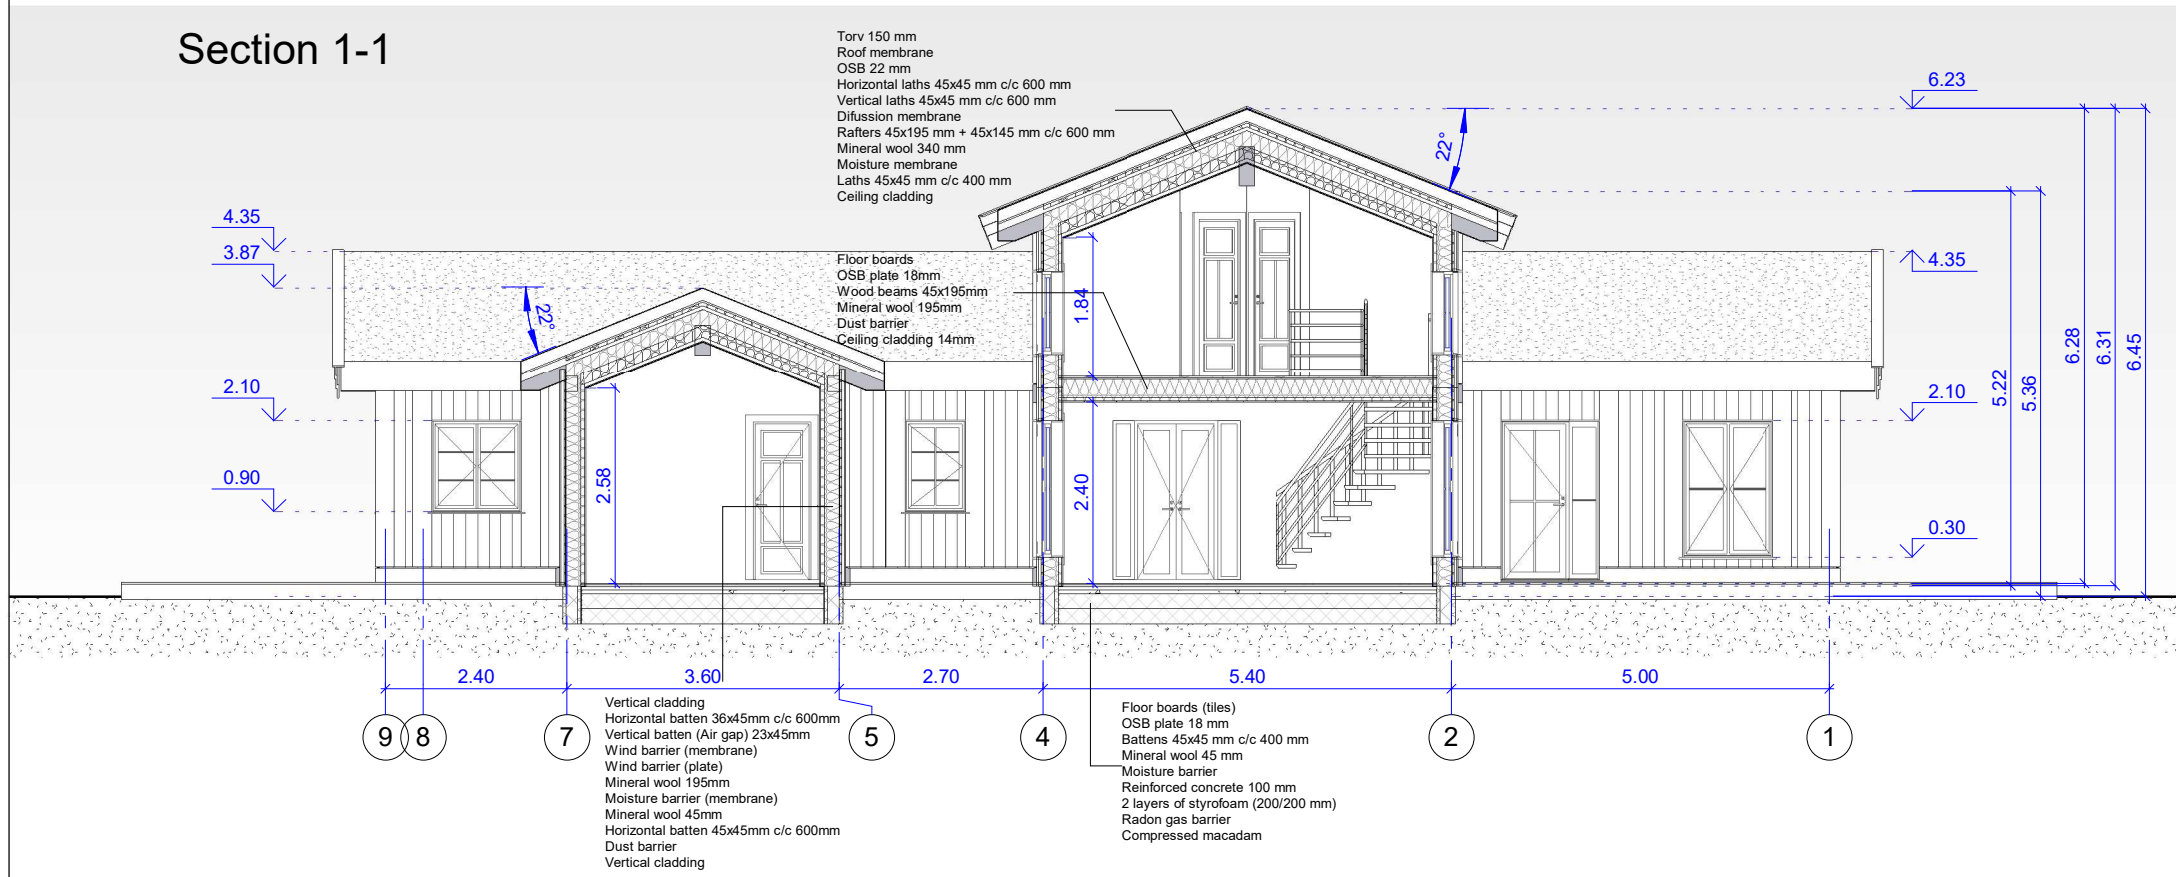 Section 1-1
Torv 150 mm
Roof membrane
OSB 22 mm
Horizontal laths 45x45 mm c/c 600 mm
Vertical laths 45x45 mm c/c 600 mm
Difussion membrane
Rafters 45x195 mm + 45x145 mm c/c 600 mm
Mineral wool 340 mm
Moisture membrane
Laths 45x45 mm c/c 400 mm
Ceiling cladding
6.23
22°
4.35
3.87
4.35
Floor boards
OSB plate 18mm
Wood beams 45x195mm
Mineral wool 195mm
Dust barrier
Ceiling cladding 14mm
22°
1.84
6.28
6.31
6.45
5.22
5.36
2.10
2.10
0.90
2.58
2.40
0.30
2.40
3.60
2.70
5.40
5.00
9
8
7
5
4
2
1
Vertical cladding
Horizontal batten 36x45mm c/c 600mm
Vertical batten (Air gap) 23x45mm
Wind barrier (membrane)
Wind barrier (plate)
Mineral wool 195mm
Moisture barrier (membrane)
Mineral wool 45mm
Horizontal batten 45x45mm c/c 600mm
Dust barrier
Vertical cladding
Floor boards (tiles)
OSB plate 18 mm
Battens 45x45 mm c/c 400 mm
Mineral wool 45 mm
Moisture barrier
Reinforced concrete 100 mm
2 layers of styrofoam (200/200 mm)
Radon gas barrier
Compressed macadam